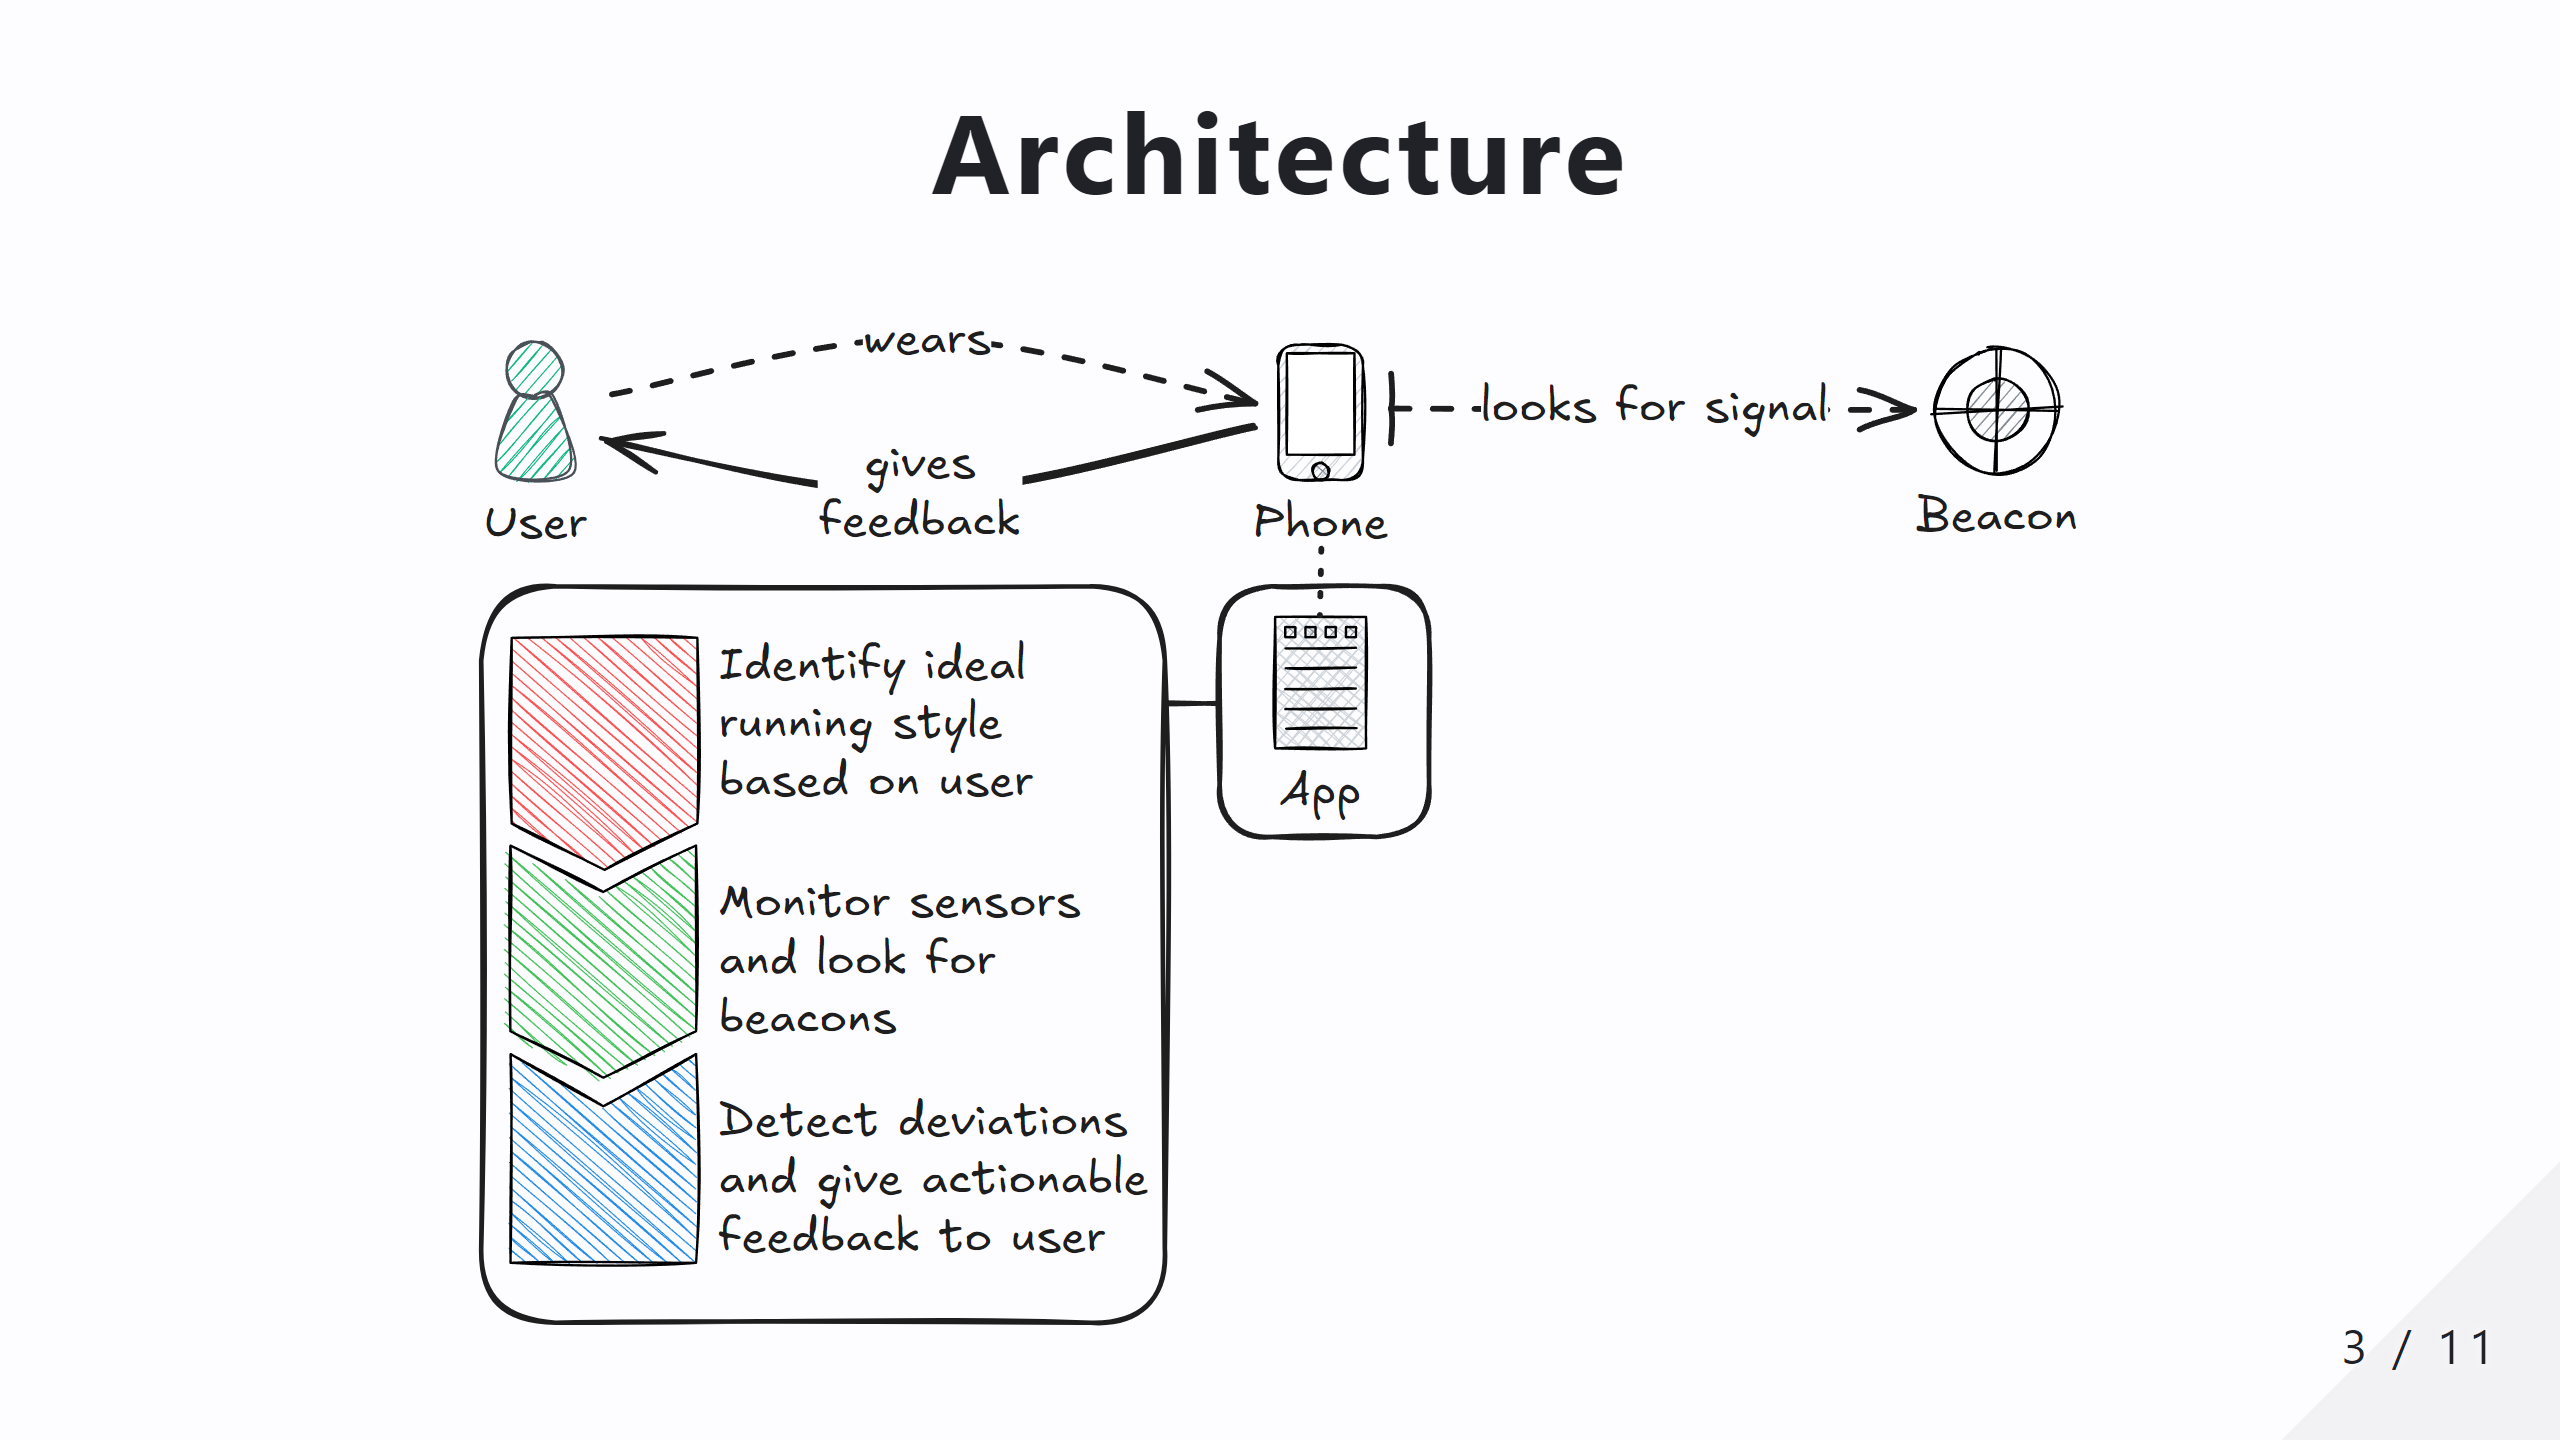 Architecture
wears
looks for signal
gives
feedback
User
Phone
Beacon
Identify ideal
running style
based on user
App
Monitor sensors
and look for
beacons
Detect deviations
and give actionable
feedback to user
3 / 11